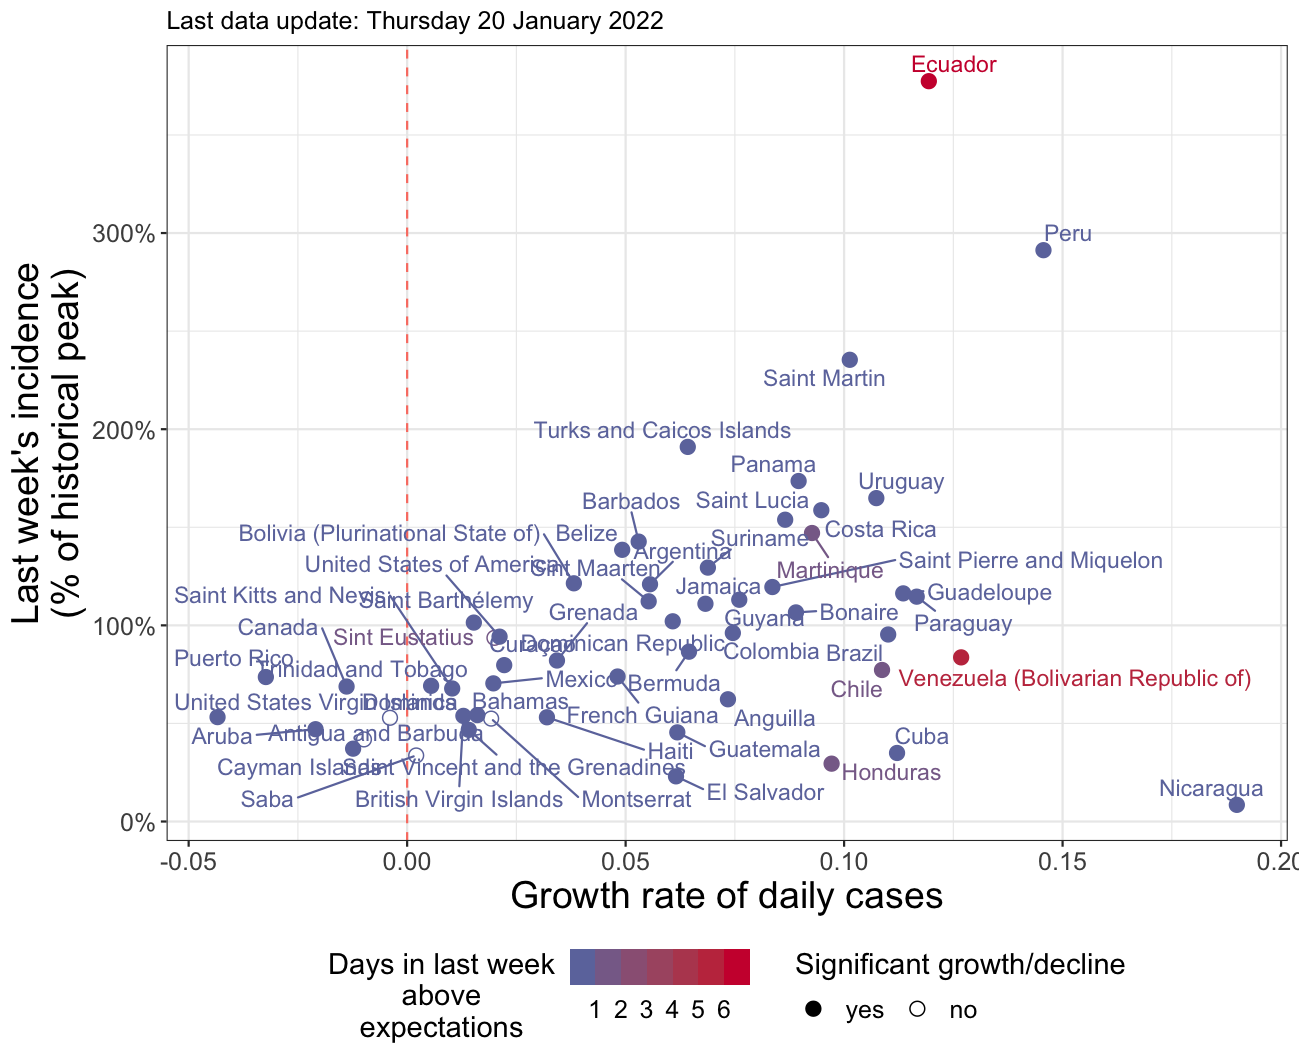 Last data update: Thursday 20 January 2022
Ecuador
300%
Peru
Saint Martin
200%
Turks and Caicos Islands
Panama
Uruguay
Barbados
Saint Lucia
Costa Rica
Bolivia (Plurinational State of)
Belize
Suriname
Argentina
United States of America
Sint Maarten
Martinique
Saint Pierre and Miquelon
Jamaica
Saint Kitts and Nevis
Saint Barthélemy
Guadeloupe
Grenada
Bonaire
Guyana
Paraguay
100%
Canada
Sint Eustatius
Curaçao
Dominican Republic
Colombia
Brazil
Puerto Rico
Trinidad and Tobago
Mexico
Bermuda
Venezuela (Bolivarian Republic of)
Chile
United States Virgin Islands
Dominica
Bahamas
French Guiana
Anguilla
Aruba
Antigua and Barbuda
Haiti
Guatemala
Cuba
Cayman Islands
Saint Vincent and the Grenadines
Honduras
Saba
British Virgin Islands
Montserrat
El Salvador
Nicaragua
0%
-0.05
0.00
0.05
0.10
0.15
0.20
Last week's incidence
(% of historical peak)
Growth rate of daily cases
Days in last week
above
expectations
1 2 3 4 5 6
Significant growth/decline
yes
no